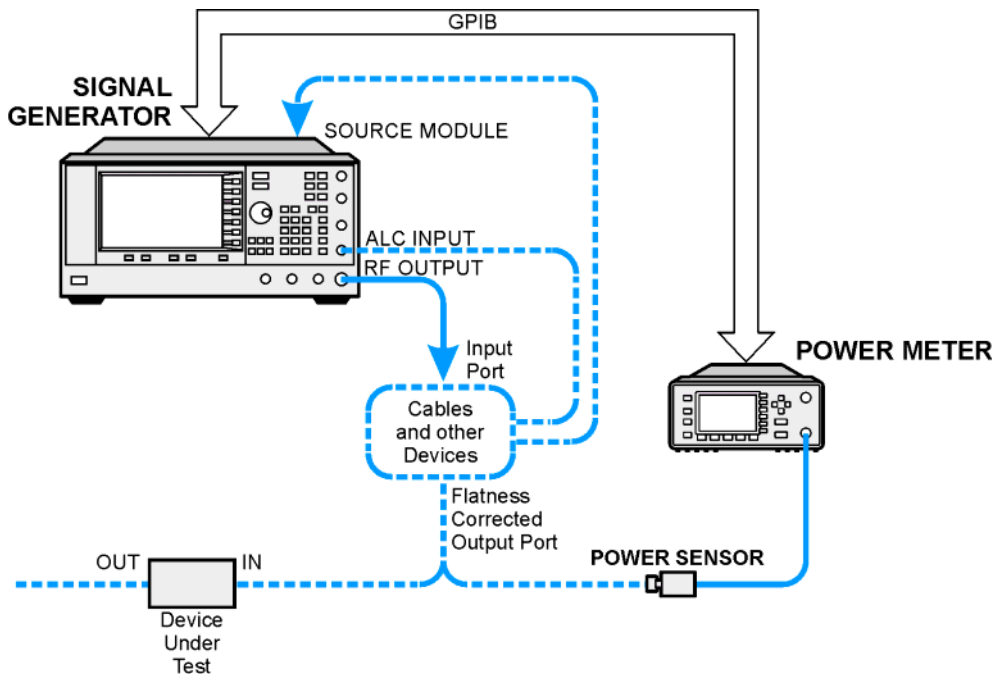 GPIB
SIGNAL
GENERATOR
SOURCE MODULE
ALC INPUT
RF OUTPUT
Input
Port
POWER METER
Cables
and other
Devices
Flatness
Corrected
Output Port
POWER SENSOR
OUT
IN
Device
Under
Test